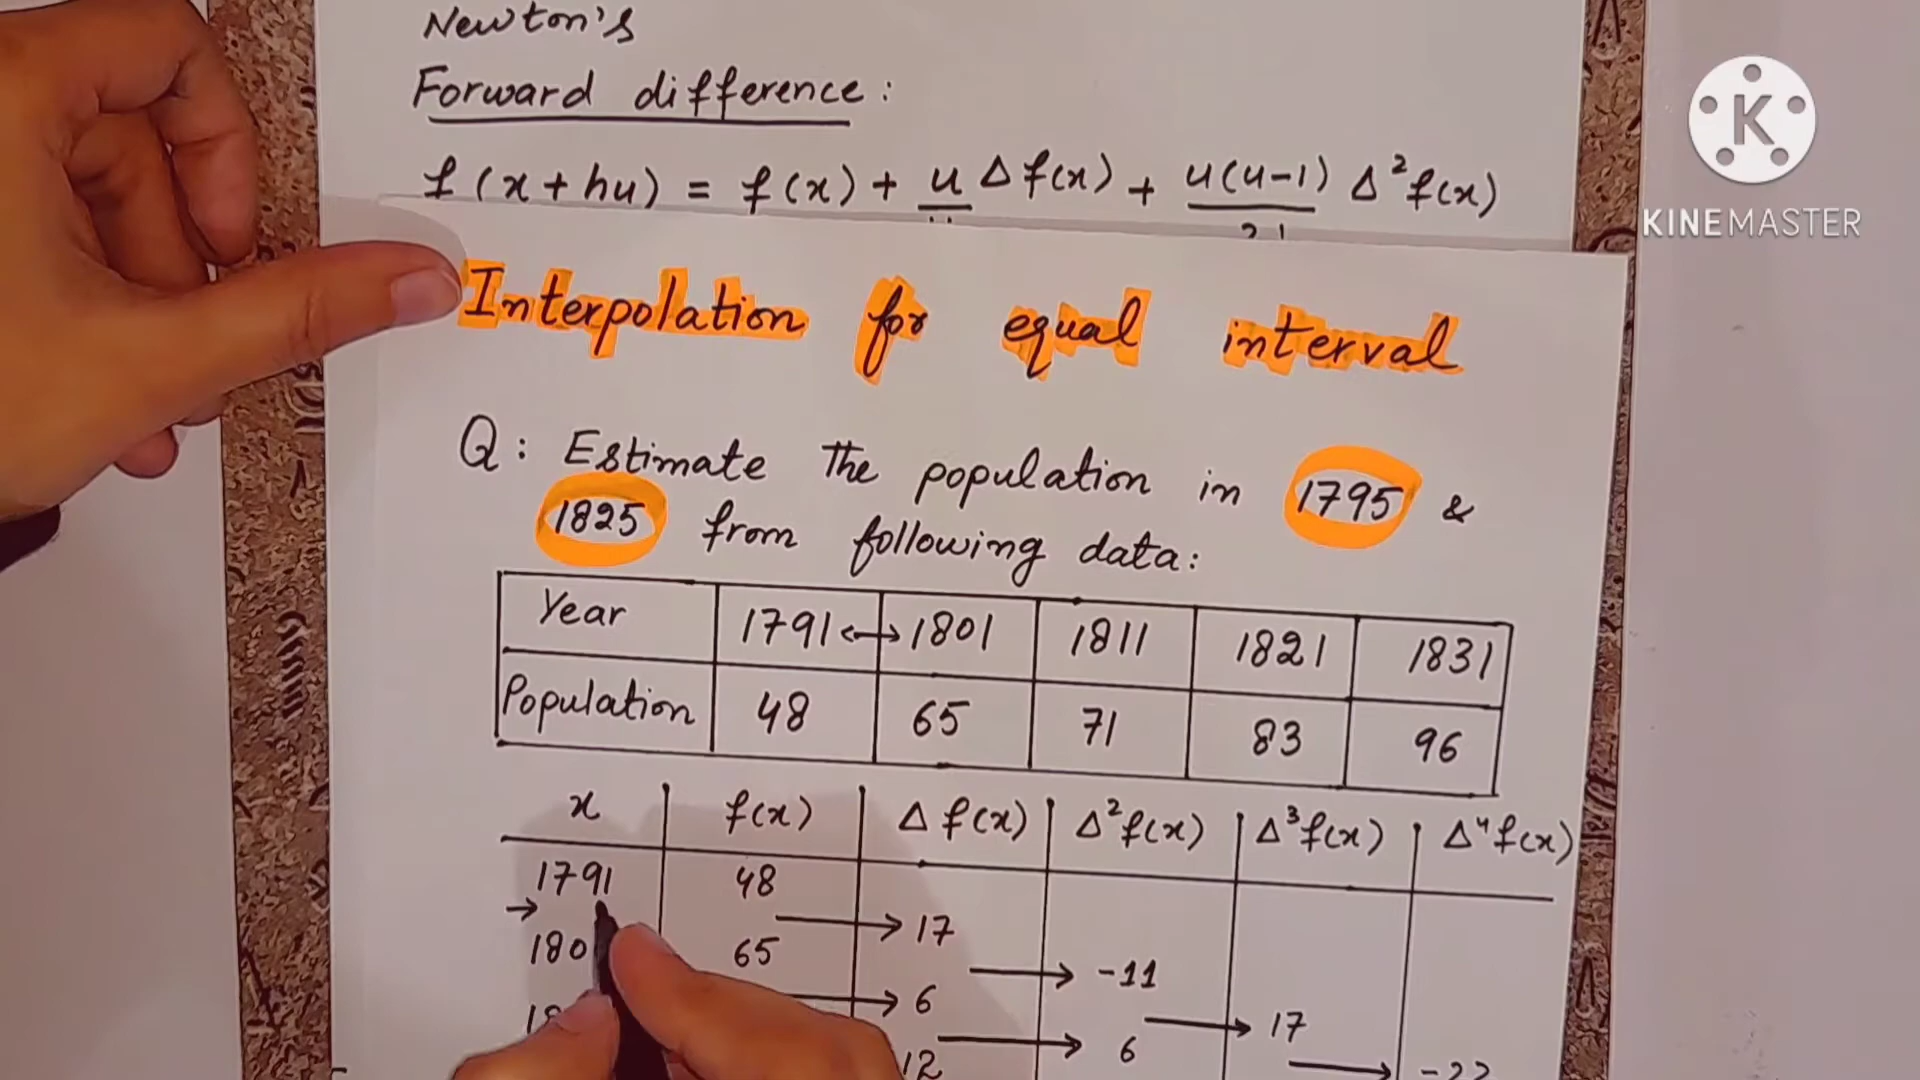 Newton's
Forward difference:
f(x+hu) = f(x) + u Δf(x) + u(u-1) Δ²f(x)
KINEMASTER
Interpolation for equal interval
Q: Estimate the population in 1795 &
1825 from following data:
Year 1791 ↔ 1801 1811 1821 1831
Population 48 65 71 83 96
x f(x) Δf(x) Δ²f(x) Δ³f(x) Δ⁴f(x)
1791 48
→ → 17
65 → -11
→ 6 → 17
12 → 6 →